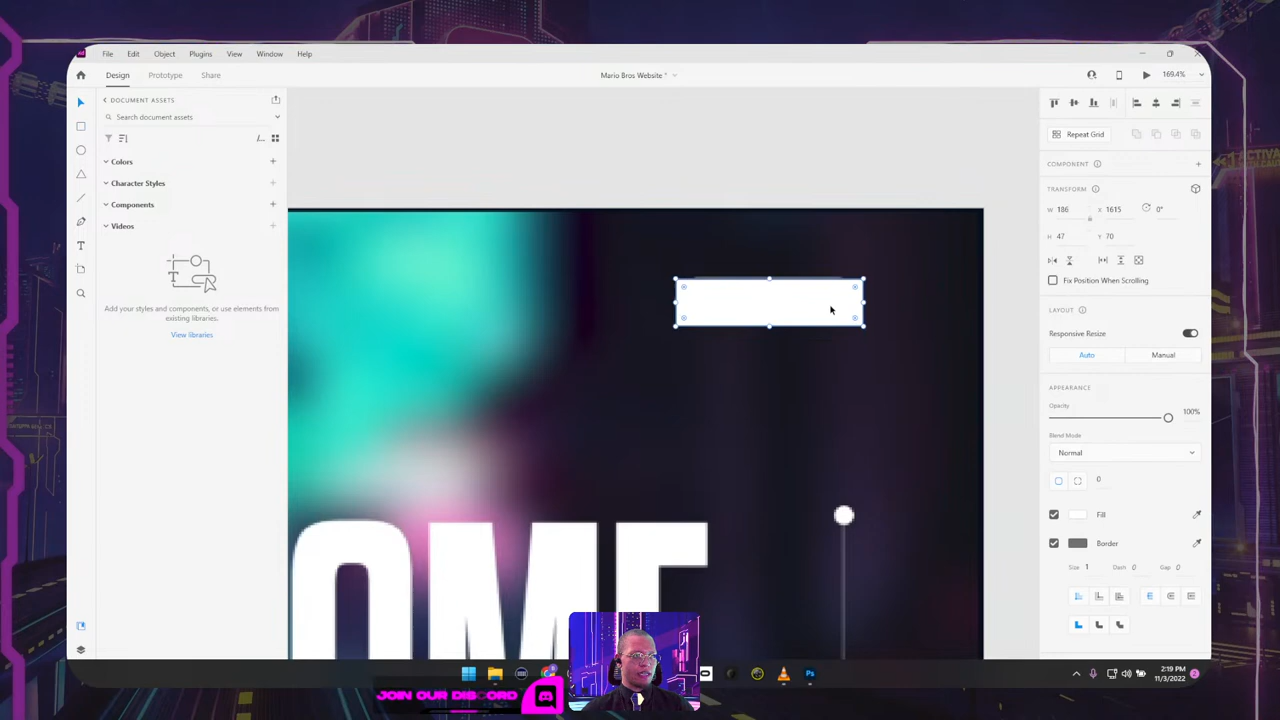 File Edit Object Plugins View Window Help
Design Prototype Share
Mario Bros Website *
169.4%
DOCUMENT ASSETS
Search document assets
Colors
Character Styles
Components
Videos
Add your styles and components, or use elements from
existing libraries.
View libraries
Repeat Grid
COMPONENT
TRANSFORM
W 186 X 1615 0°
H 47 Y 70
Fix Position When Scrolling
LAYOUT
Responsive Resize
Auto Manual
APPEARANCE
Opacity
100%
Blend Mode
Normal
0
Fill
Border
Size 1 Dash 0 Gap 0
OME
2:19 PM
11/3/2022
JOIN OUR DISCORD